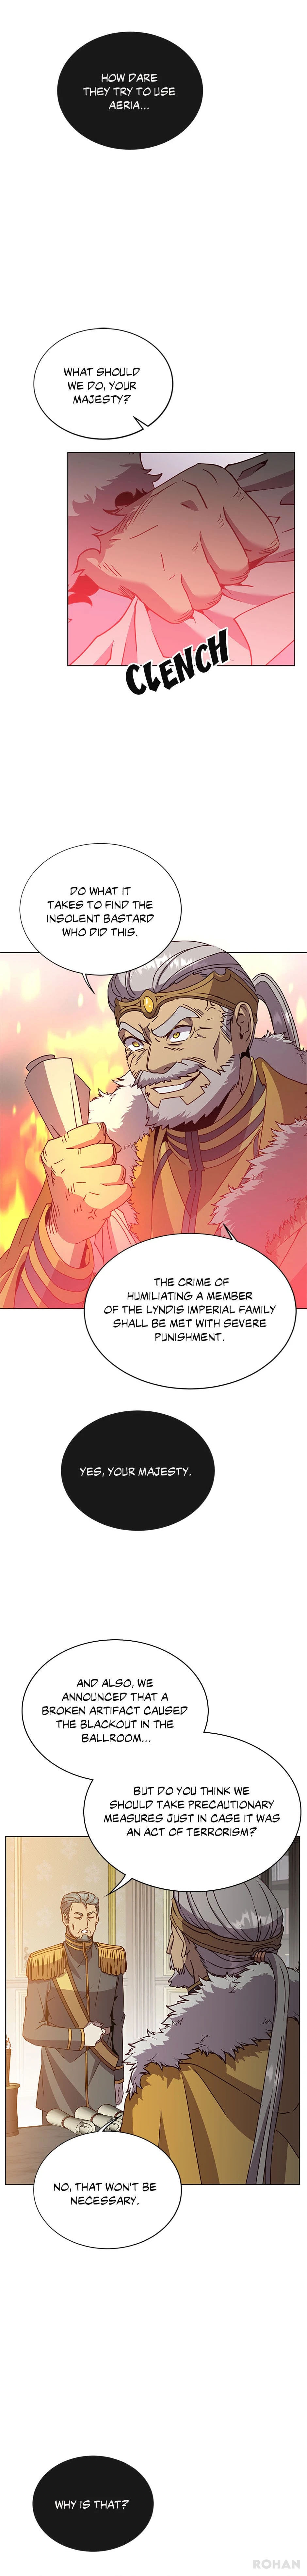 HOW DARE
THEY TRY TO USE
AERIA...
WHAT SHOULD
WE DO, YOUR
MAJESTY?
CLENCH
DO WHAT IT
TAKES TO FIND THE
INSOLENT BASTARD
WHO DID THIS.
THE CRIME OF
HUMILIATING A MEMBER
OF THE LYNDIS IMPERIAL FAMILY
SHALL BE MET WITH SEVERE
PUNISHMENT.
YES, YOUR MAJESTY.
AND ALSO, WE
ANNOUNCED THAT A
BROKEN ARTIFACT CAUSED
THE BLACKOUT IN THE
BALLROOM...
BUT DO YOU THINK WE
SHOULD TAKE PRECAUTIONARY
MEASURES JUST IN CASE IT WAS
AN ACT OF TERRORISM?
NO, THAT WON'T BE
NECESSARY.
WHY IS THAT?
ROHAN